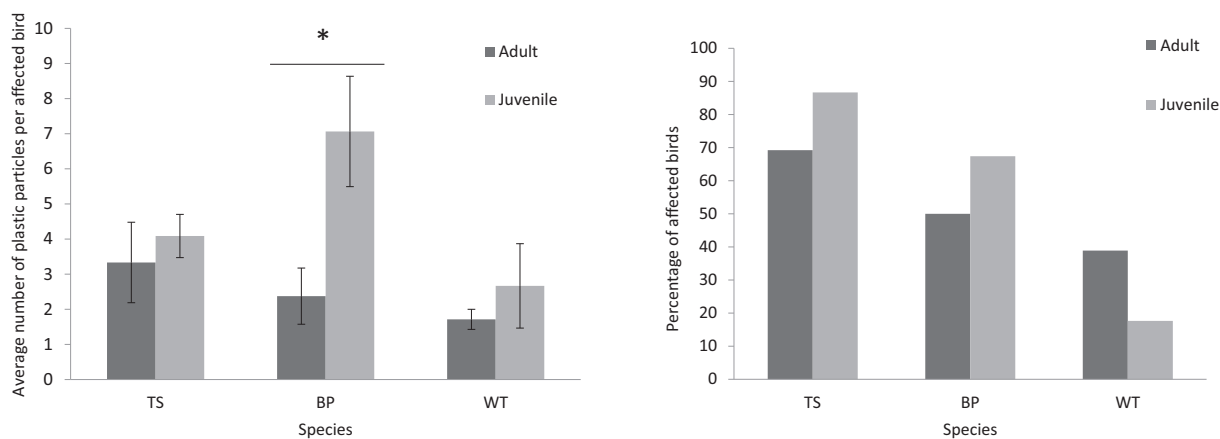 Average number of plastic particles per affected bird
10
9
8
7
6
5
4
3
2
1
0
*
Adult
Juvenile
TS BP WT
Species
Percentage of affected birds
100
90
80
70
60
50
40
30
20
10
0
Adult
Juvenile
TS BP WT
Species